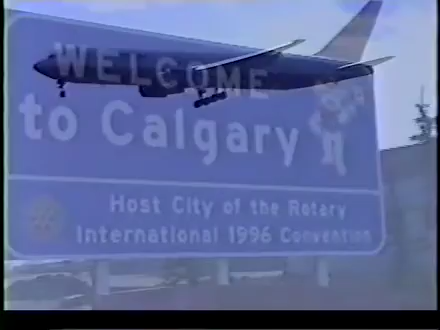 WELCOME
to Calgary
Host City of the Rotary
International 1996 Convention